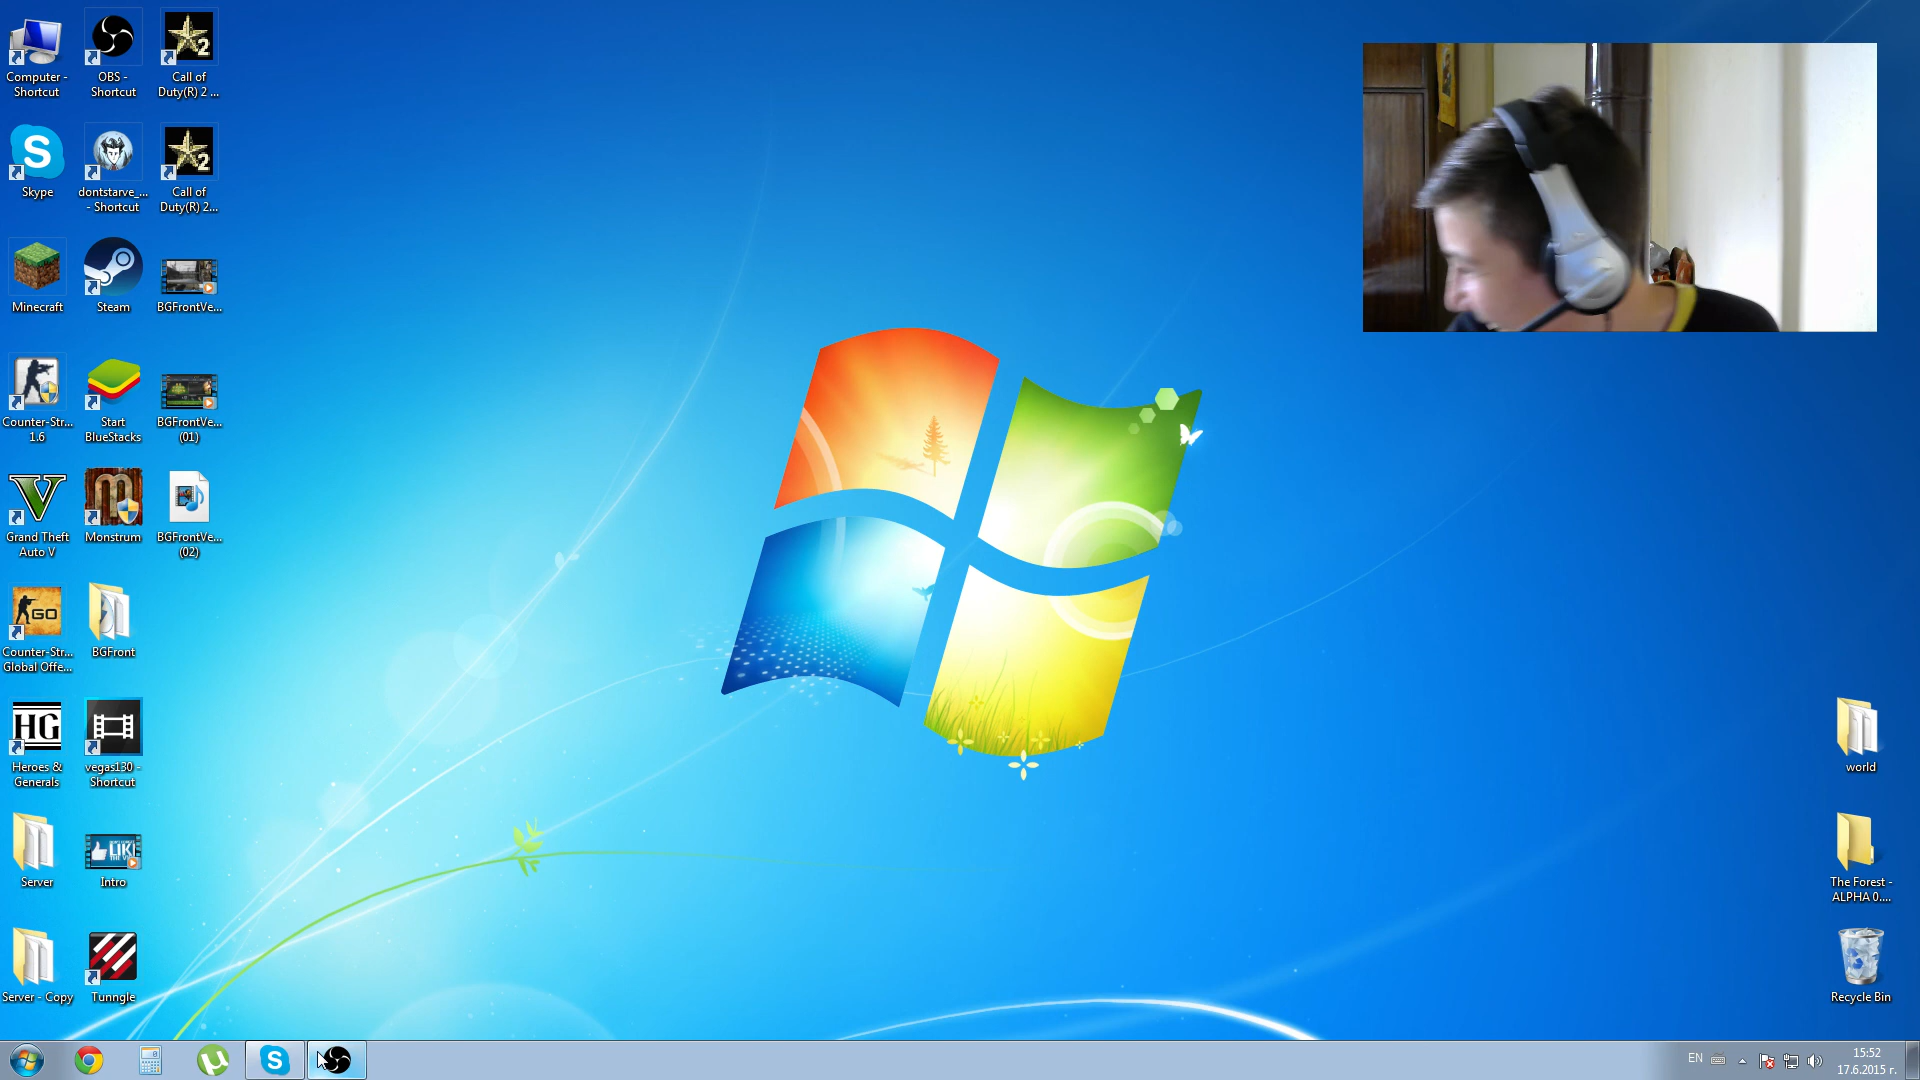 Computer -
Shortcut
OBS -
Shortcut
Call of
Duty(R) 2 ...
Skype
dontstarve_...
- Shortcut
Call of
Duty(R) 2...
Minecraft
Steam
BGFrontVe...
Counter-Str...
1.6
Start
BlueStacks
BGFrontVe...
(01)
Grand Theft
Auto V
Monstrum
BGFrontVe...
(02)
GO
Counter-Str...
Global Offe...
BGFront
HG
Heroes &
Generals
vegas130 -
Shortcut
Server
LIKE
Intro
Server - Copy
Tunngle
world
The Forest -
ALPHA 0....
Recycle Bin
EN
15:52
17.6.2015 г.